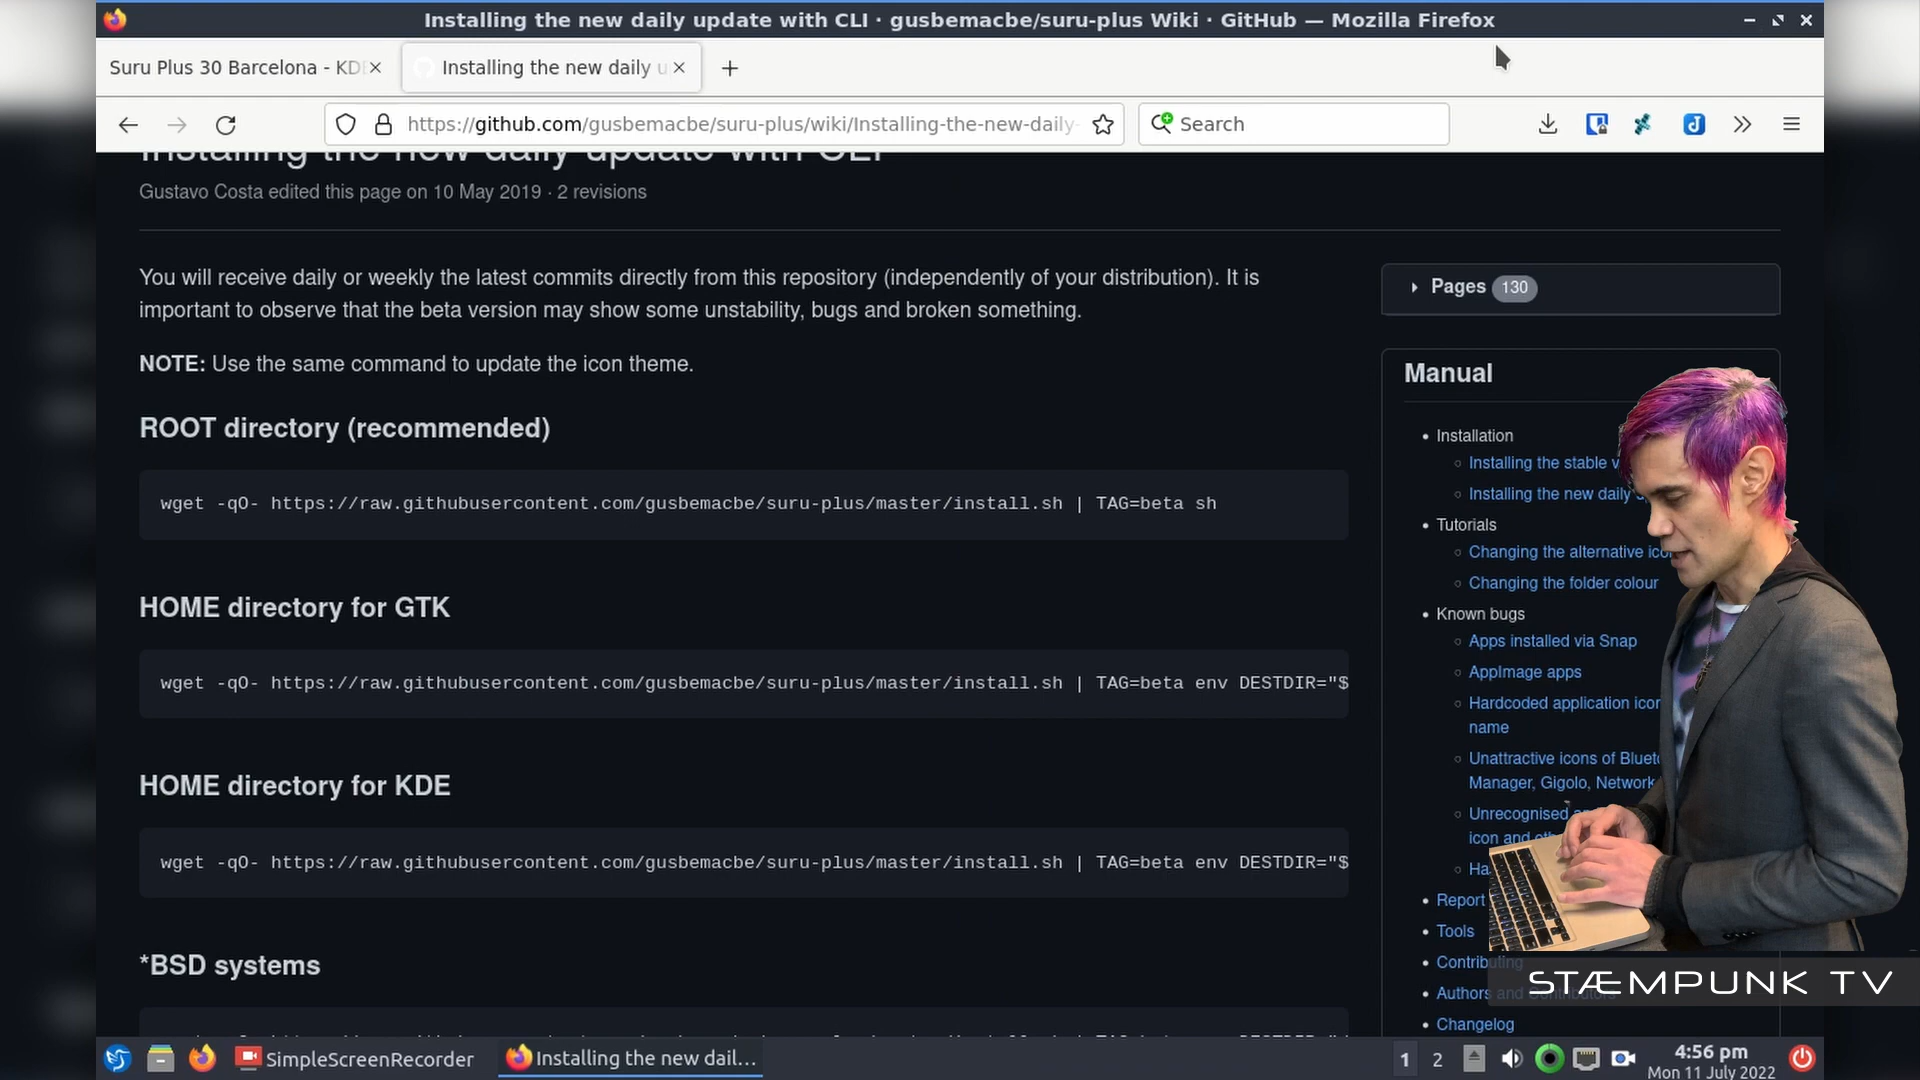 Installing the new daily update with CLI · gusbemacbe/suru-plus Wiki · GitHub — Mozilla Firefox
Suru Plus 30 Barcelona - KD
Installing the new daily u
https://github.com/gusbemacbe/suru-plus/wiki/Installing-the-new-daily-
Search
Installing the new daily update with CLI
Gustavo Costa edited this page on 10 May 2019 · 2 revisions
You will receive daily or weekly the latest commits directly from this repository (independently of your distribution). It is
important to observe that the beta version may show some unstability, bugs and broken something.
NOTE: Use the same command to update the icon theme.
ROOT directory (recommended)
wget -qO- https://raw.githubusercontent.com/gusbemacbe/suru-plus/master/install.sh | TAG=beta sh
HOME directory for GTK
wget -qO- https://raw.githubusercontent.com/gusbemacbe/suru-plus/master/install.sh | TAG=beta env DESTDIR="$
HOME directory for KDE
wget -qO- https://raw.githubusercontent.com/gusbemacbe/suru-plus/master/install.sh | TAG=beta env DESTDIR="$
*BSD systems
Pages 130
Manual
Installation
Installing the stable v
Installing the new daily
Tutorials
Changing the alternative ico
Changing the folder colour
Known bugs
Apps installed via Snap
AppImage apps
Hardcoded application icon
name
Unattractive icons of Blueto
Manager, Gigolo, Network
Unrecognised
icon and
Ha
Report
Tools
Contributing
Authors and Contributors
Changelog
STÆMPUNK TV
SimpleScreenRecorder
Installing the new dail...
1
2
4:56 pm
Mon 11 July 2022